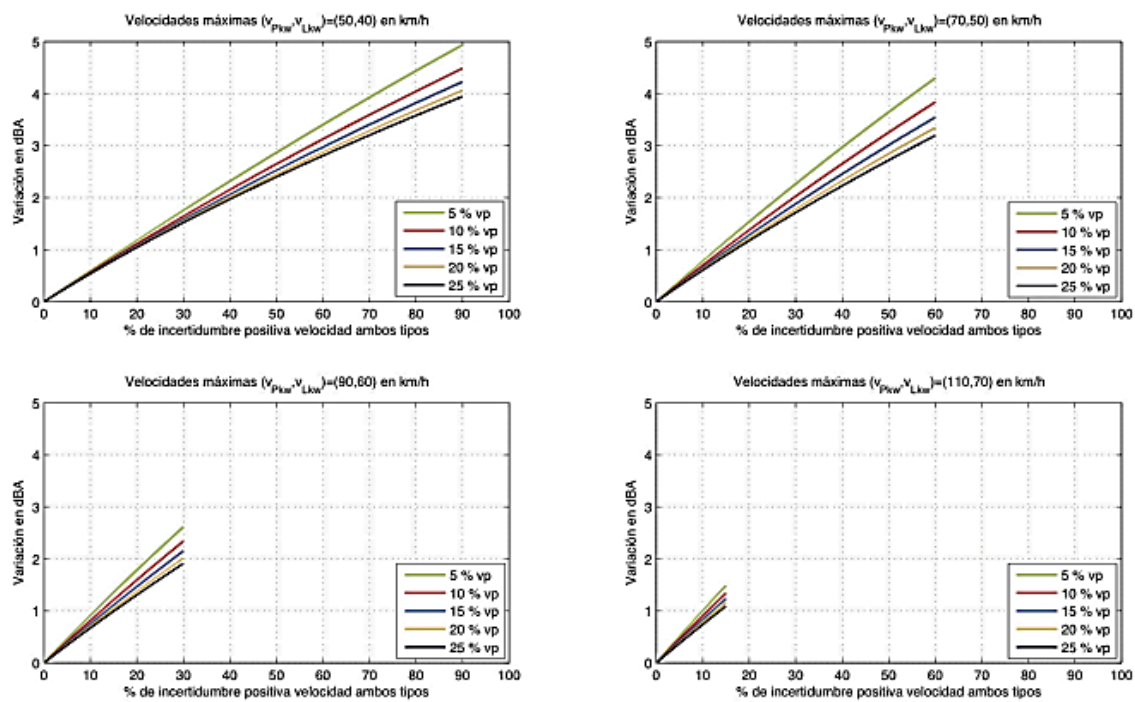 Velocidades máximas (v_Pkw,v_Lkw)=(50,40) en km/h
Variación en dBA
5
4
3
2
1
0
5 % vp
10 % vp
15 % vp
20 % vp
25 % vp
0 10 20 30 40 50 60 70 80 90 100
% de incertidumbre positiva velocidad ambos tipos
Velocidades máximas (v_Pkw,v_Lkw)=(70,50) en km/h
Variación en dBA
5
4
3
2
1
0
5 % vp
10 % vp
15 % vp
20 % vp
25 % vp
0 10 20 30 40 50 60 70 80 90 100
% de incertidumbre positiva velocidad ambos tipos
Velocidades máximas (v_Pkw,v_Lkw)=(90,60) en km/h
Variación en dBA
5
4
3
2
1
0
5 % vp
10 % vp
15 % vp
20 % vp
25 % vp
0 10 20 30 40 50 60 70 80 90 100
% de incertidumbre positiva velocidad ambos tipos
Velocidades máximas (v_Pkw,v_Lkw)=(110,70) en km/h
Variación en dBA
5
4
3
2
1
0
5 % vp
10 % vp
15 % vp
20 % vp
25 % vp
0 10 20 30 40 50 60 70 80 90 100
% de incertidumbre positiva velocidad ambos tipos